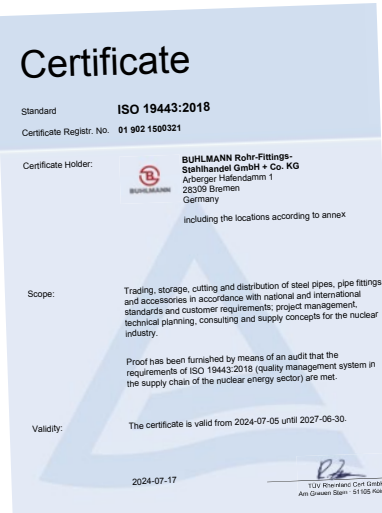 Certificate
Standard ISO 19443:2018
Certificate Registr. No. 01 902 1500321
Certificate Holder:
BUHLMANN
BUHLMANN Rohr-Fittings-
Stahlhandel GmbH + Co. KG
Arberger Hafendamm 1
28309 Bremen
Germany
including the locations according to annex
Scope:
Trading, storage, cutting and distribution of steel pipes, pipe fittings
and accessories in accordance with national and international
standards and customer requirements; project management,
technical planning, consulting and supply concepts for the nuclear
industry.
Proof has been furnished by means of an audit that the
requirements of ISO 19443:2018 (quality management system in
the supply chain of the nuclear energy sector) are met.
Validity:
The certificate is valid from 2024-07-05 until 2027-06-30.
2024-07-17
TÜV Rheinland Cert GmbH
Am Grauen Stein · 51105 Köln